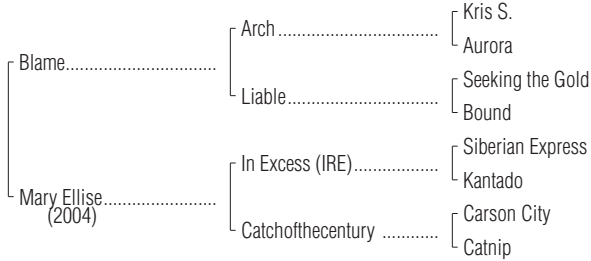 Kris S.
Arch
Aurora
Blame
Seeking the Gold
Liable
Bound
Siberian Express
In Excess (IRE)
Kantado
Mary Ellise
(2004)
Carson City
Catchofthecentury
Catnip